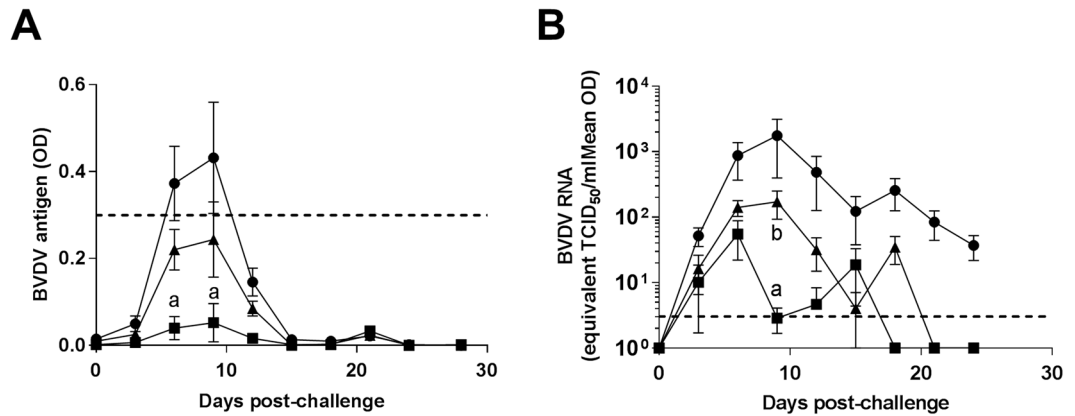 A
B
BVDV antigen (OD)
0.6
0.4
0.2
0.0
a
a
0
10
20
30
Days post-challenge
BVDV RNA
(equivalent TCID₅₀/mlMean OD)
10⁴
10³
10²
10¹
10⁰
b
a
0
10
20
30
Days post-challenge